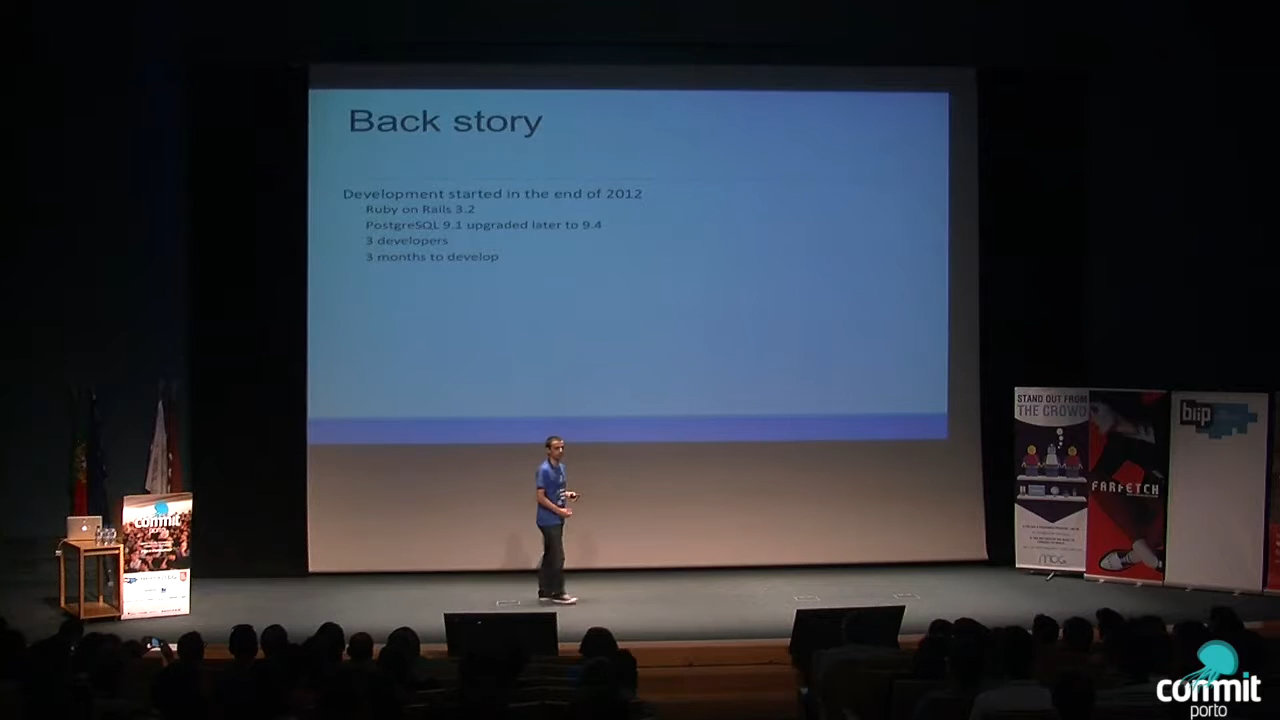 Back story
Development started in the end of 2012
Ruby on Rails 3.2
PostgreSQL 9.1 upgraded later to 9.4
3 developers
3 months to develop
STAND OUT FROM
THE CROWD
MOG
FARFETCH
blip
commit
porto
commit
porto